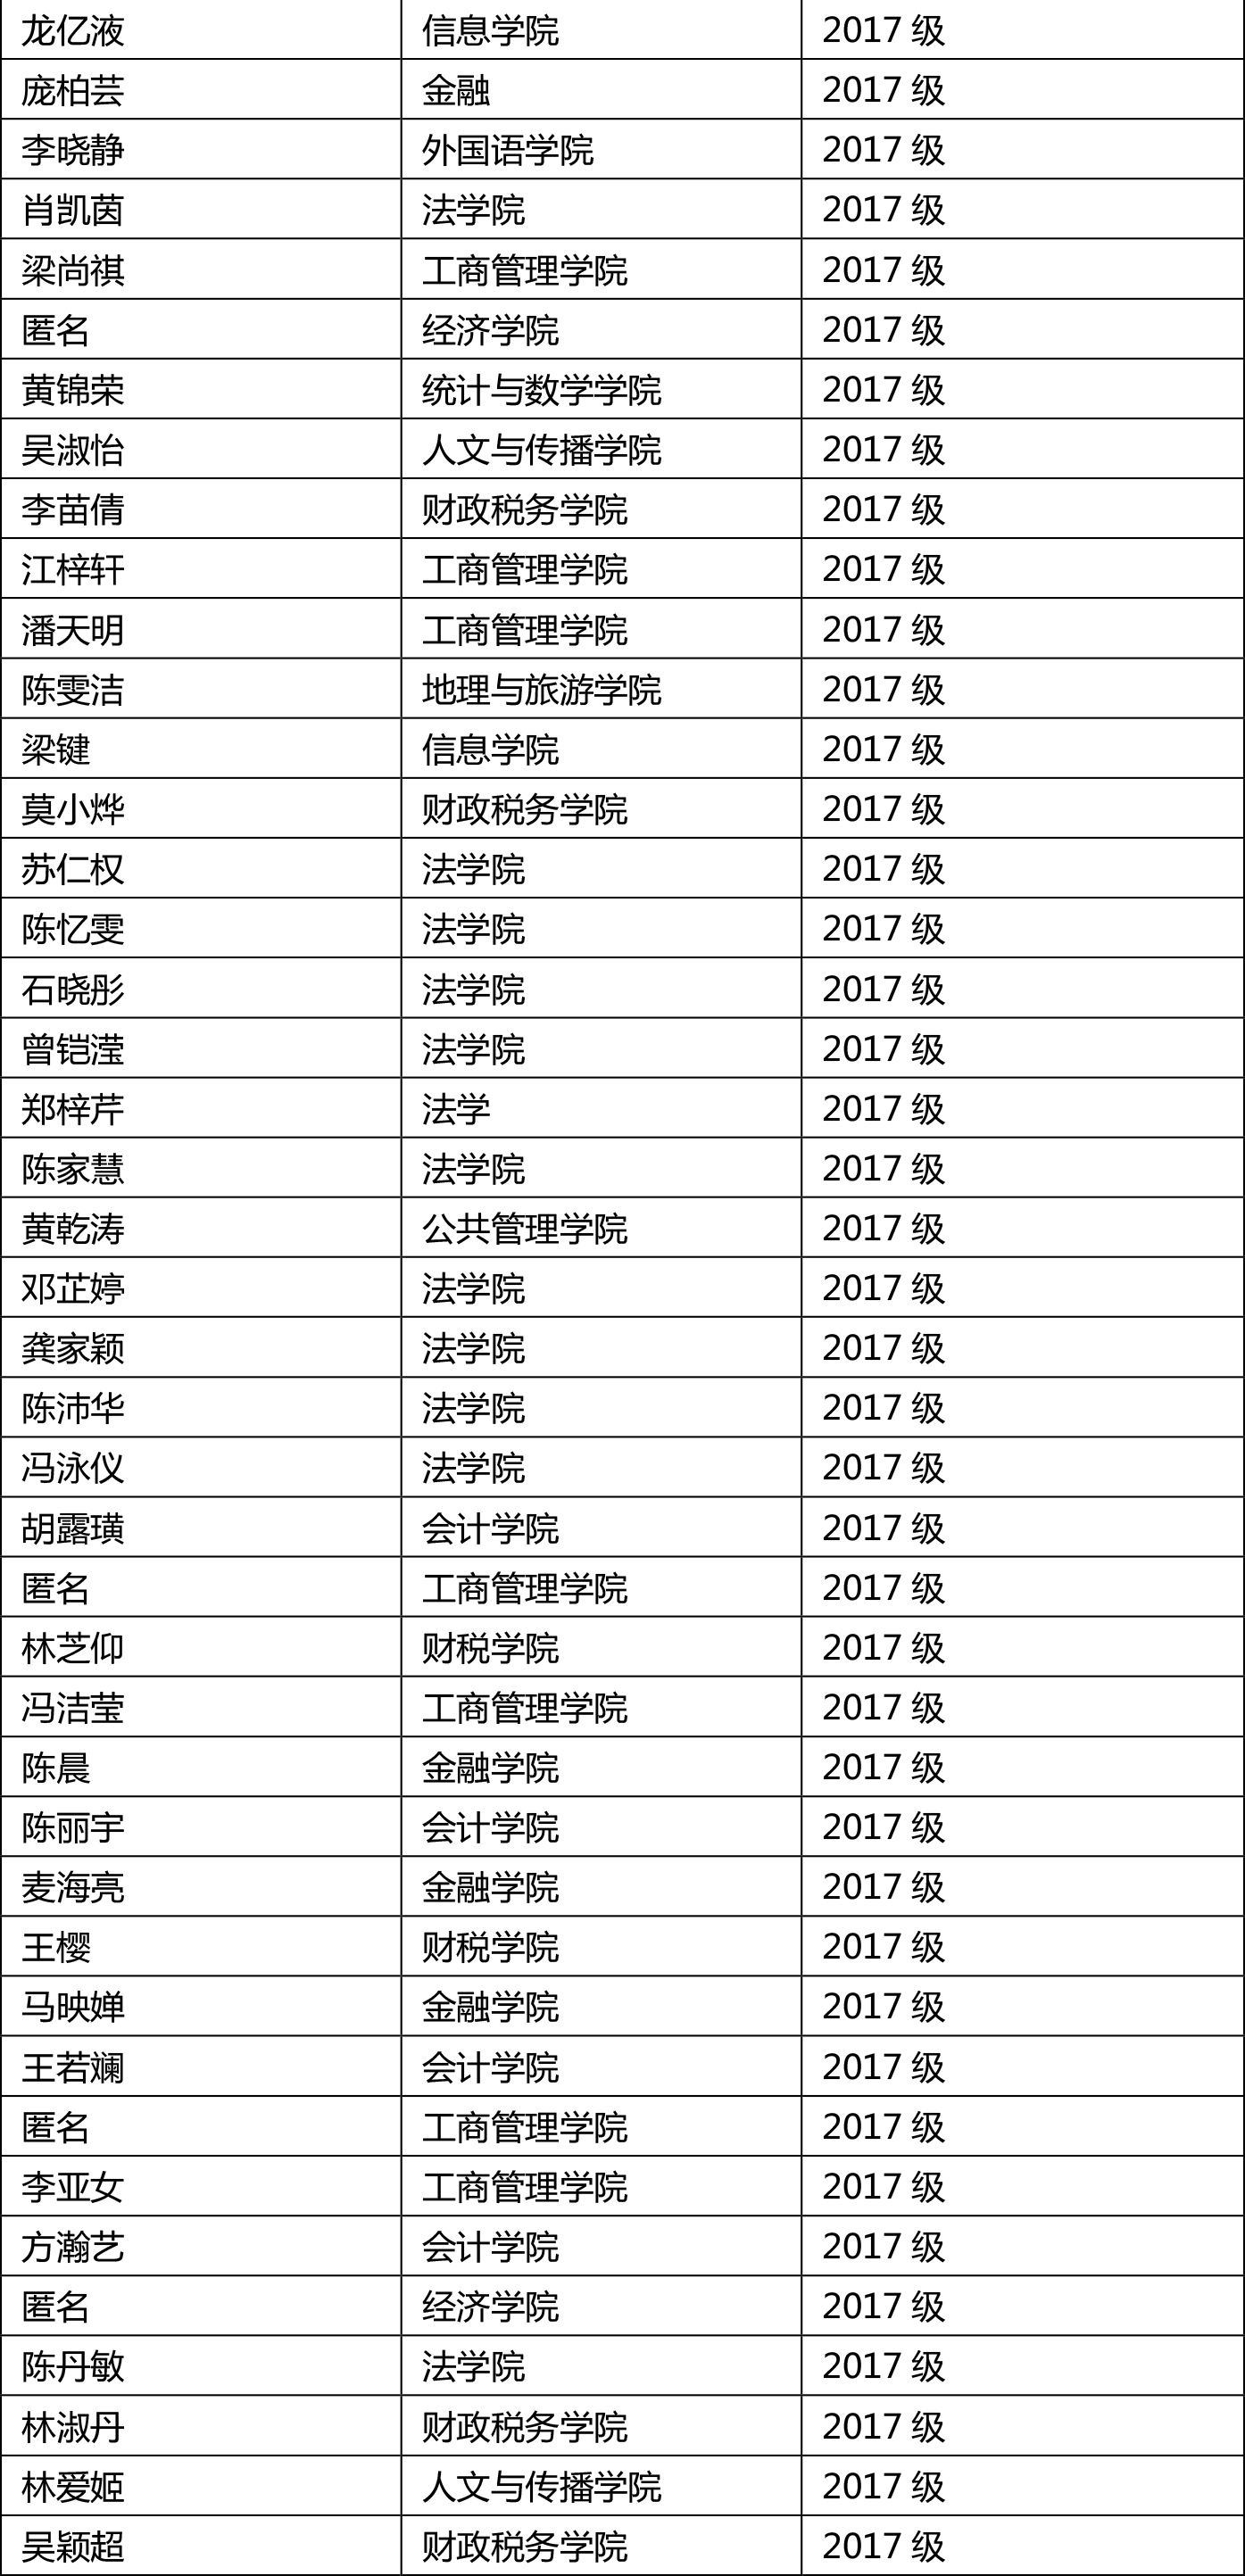 龙亿液 信息学院 2017 级
庞柏芸 金融 2017 级
李晓静 外国语学院 2017 级
肖凯茵 法学院 2017 级
梁尚祺 工商管理学院 2017 级
匿名 经济学院 2017 级
黄锦荣 统计与数学学院 2017 级
吴淑怡 人文与传播学院 2017 级
李苗倩 财政税务学院 2017 级
江梓轩 工商管理学院 2017 级
潘天明 工商管理学院 2017 级
陈雯洁 地理与旅游学院 2017 级
梁键 信息学院 2017 级
莫小烨 财政税务学院 2017 级
苏仁权 法学院 2017 级
陈忆雯 法学院 2017 级
石晓彤 法学院 2017 级
曾铠滢 法学院 2017 级
郑梓芹 法学 2017 级
陈家慧 法学院 2017 级
黄乾涛 公共管理学院 2017 级
邓芷婷 法学院 2017 级
龚家颖 法学院 2017 级
陈沛华 法学院 2017 级
冯泳仪 法学院 2017 级
胡露璜 会计学院 2017 级
匿名 工商管理学院 2017 级
林芝仰 财税学院 2017 级
冯洁莹 工商管理学院 2017 级
陈晨 金融学院 2017 级
陈丽宇 会计学院 2017 级
麦海亮 金融学院 2017 级
王樱 财税学院 2017 级
马映婵 金融学院 2017 级
王若斓 会计学院 2017 级
匿名 工商管理学院 2017 级
李亚女 工商管理学院 2017 级
方瀚艺 会计学院 2017 级
匿名 经济学院 2017 级
陈丹敏 法学院 2017 级
林淑丹 财政税务学院 2017 级
林爱姬 人文与传播学院 2017 级
吴颖超 财政税务学院 2017 级